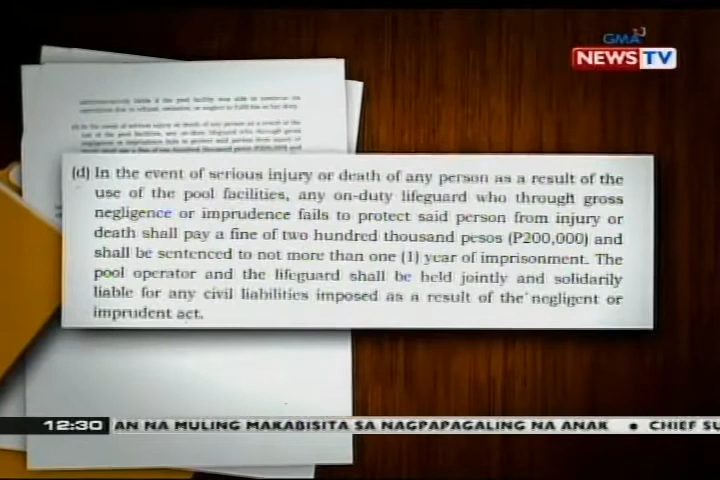 GMA
NEWS TV
(d) In the event of serious injury or death of any person as a result of the
use of the pool facilities, any on-duty lifeguard who through gross
negligence or imprudence fails to protect said person from injury or
death shall pay a fine of two hundred thousand pesos (P200,000) and
shall be sentenced to not more than one (1) year of imprisonment. The
pool operator and the lifeguard shall be held jointly and solidarily
liable for any civil liabilities imposed as a result of the negligent or
imprudent act.
12:30 AN NA MULING MAKABISITA SA NAGPAPAGALING NA ANAK • CHIEF SU